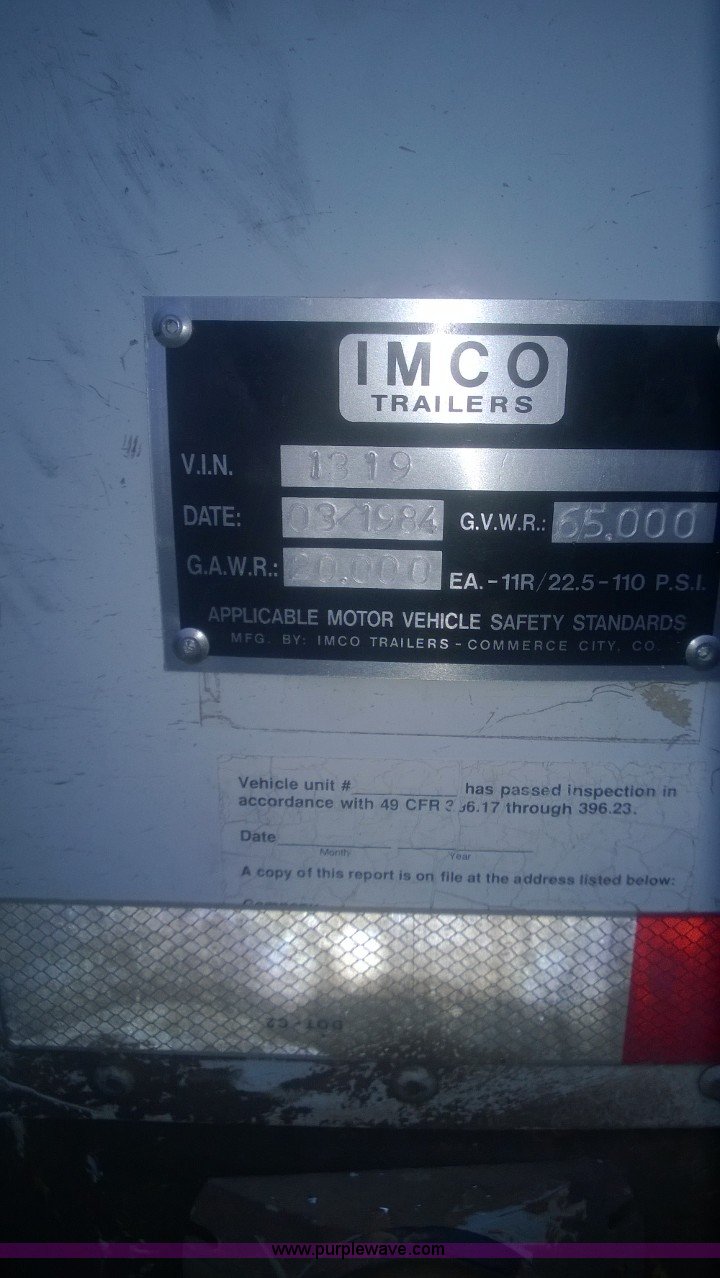 IMCO
TRAILERS
V.I.N. 1319
DATE: 03/1984 G.V.W.R.: 65.000
G.A.W.R.: 20.000 EA.-11R/22.5-110 P.S.I.
APPLICABLE MOTOR VEHICLE SAFETY STANDARDS
MFG. BY: IMCO TRAILERS-COMMERCE CITY, CO.
Vehicle unit # has passed inspection in
accordance with 49 CFR through 396.23.
Date
Month Year
A copy of this report is on file at the address listed below:
Company
DOT-C2
www.purplewave.com